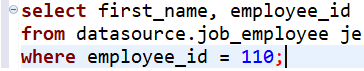 select first_name, employee_id
from datasource.job_employee je
where employee_id = 110;